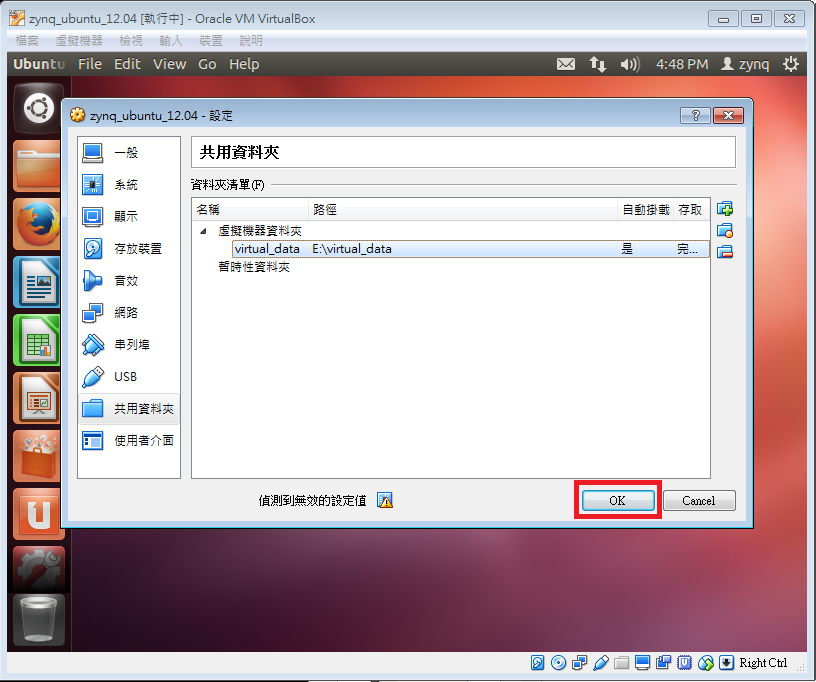 zynq_ubuntu_12.04 [執行中] - Oracle VM VirtualBox
檔案 虛擬機器 檢視 輸入 裝置 說明
Ubuntu File Edit View Go Help 4:48 PM zynq
zynq_ubuntu_12.04 - 設定
一般
系統
顯示
存放裝置
音效
網路
串列埠
USB
共用資料夾
使用者介面
共用資料夾
資料夾清單(F)
名稱 路徑 自動掛載 存取
虛擬機器資料夾
virtual_data E:\virtual_data 是 完...
暫時性資料夾
偵測到無效的設定值
OK Cancel
Right Ctrl